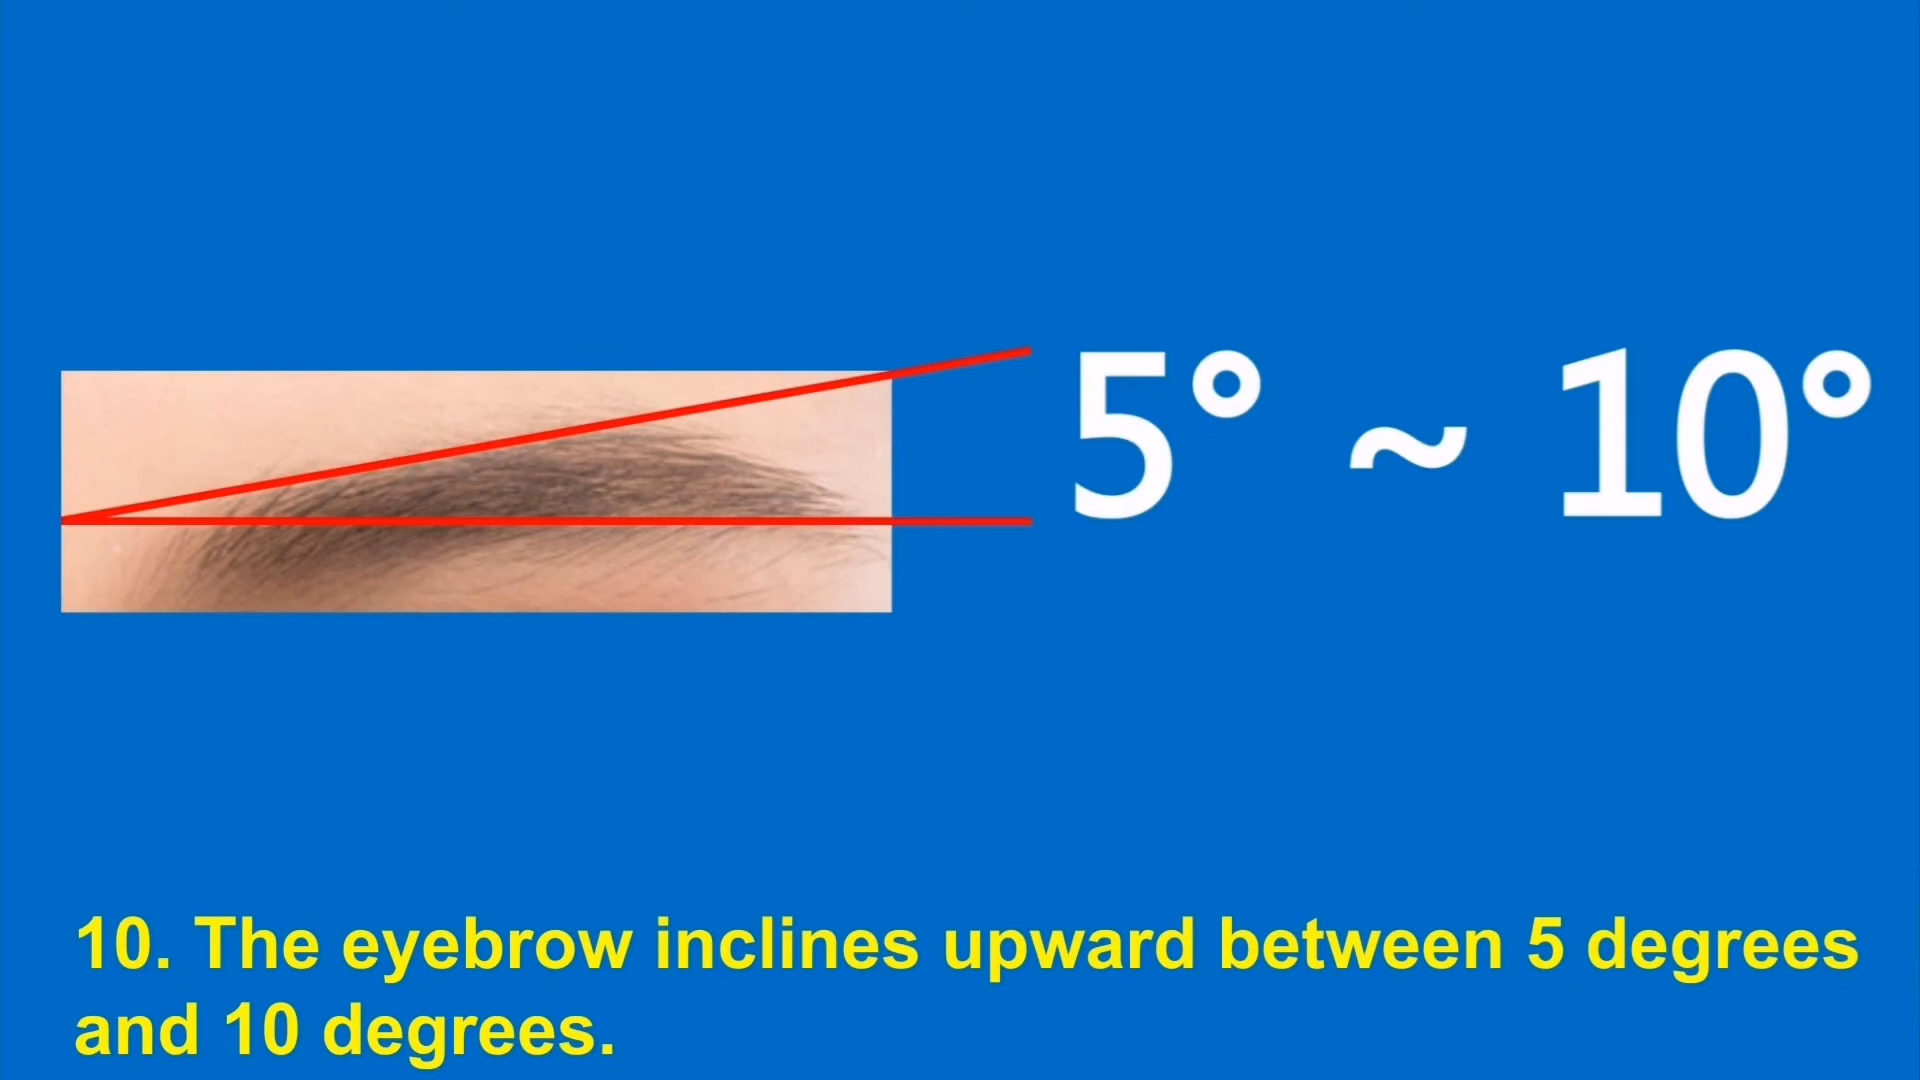 5° ~ 10°
10. The eyebrow inclines upward between 5 degrees
and 10 degrees.